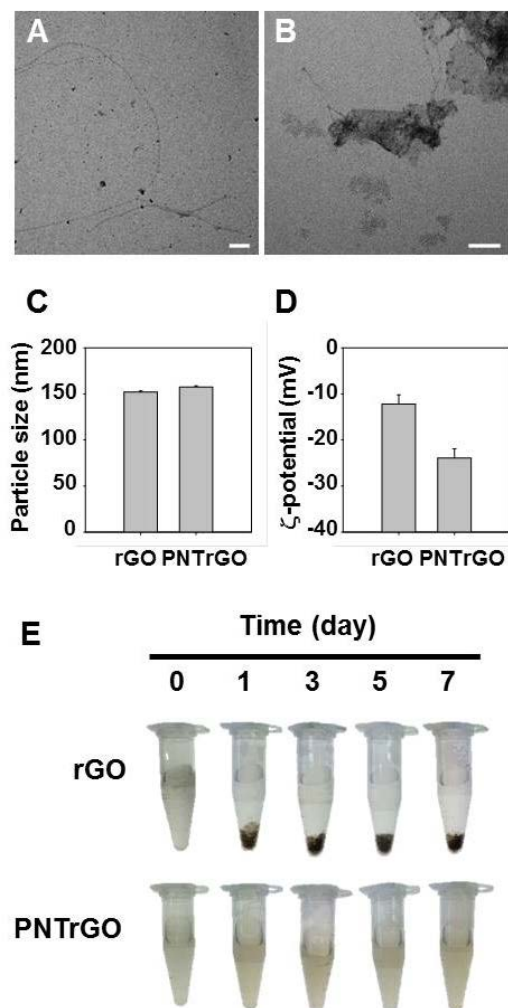 A
B
C
D
Particle size (nm)
200
150
100
50
0
rGO PNTrGO
ζ-potential (mV)
0
-10
-20
-30
-40
rGO PNTrGO
E
Time (day)
0 1 3 5 7
rGO
PNTrGO